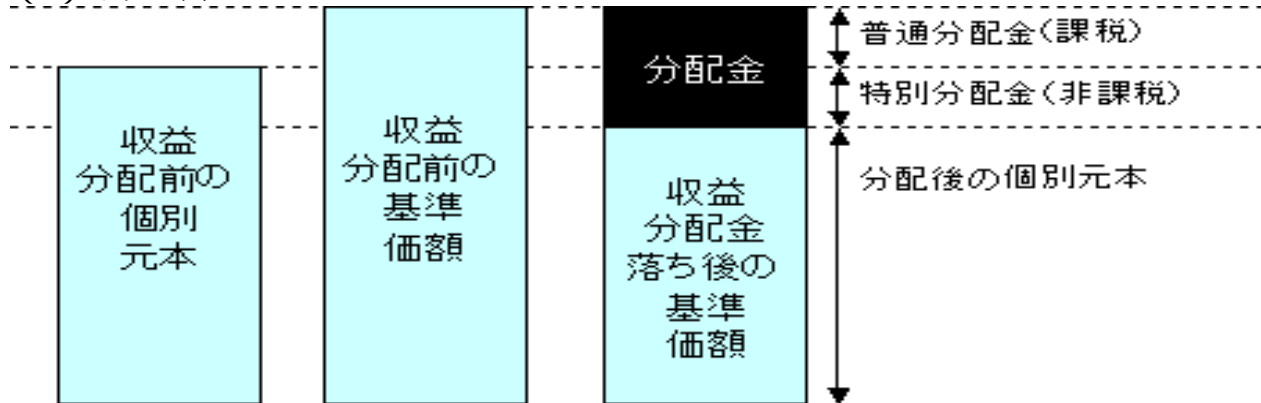 収益
分配前の
個別
元本
収益
分配前の
基準
価額
分配金
収益
分配金
落ち後の
基準
価額
普通分配金(課税)
特別分配金(非課税)
分配後の個別元本